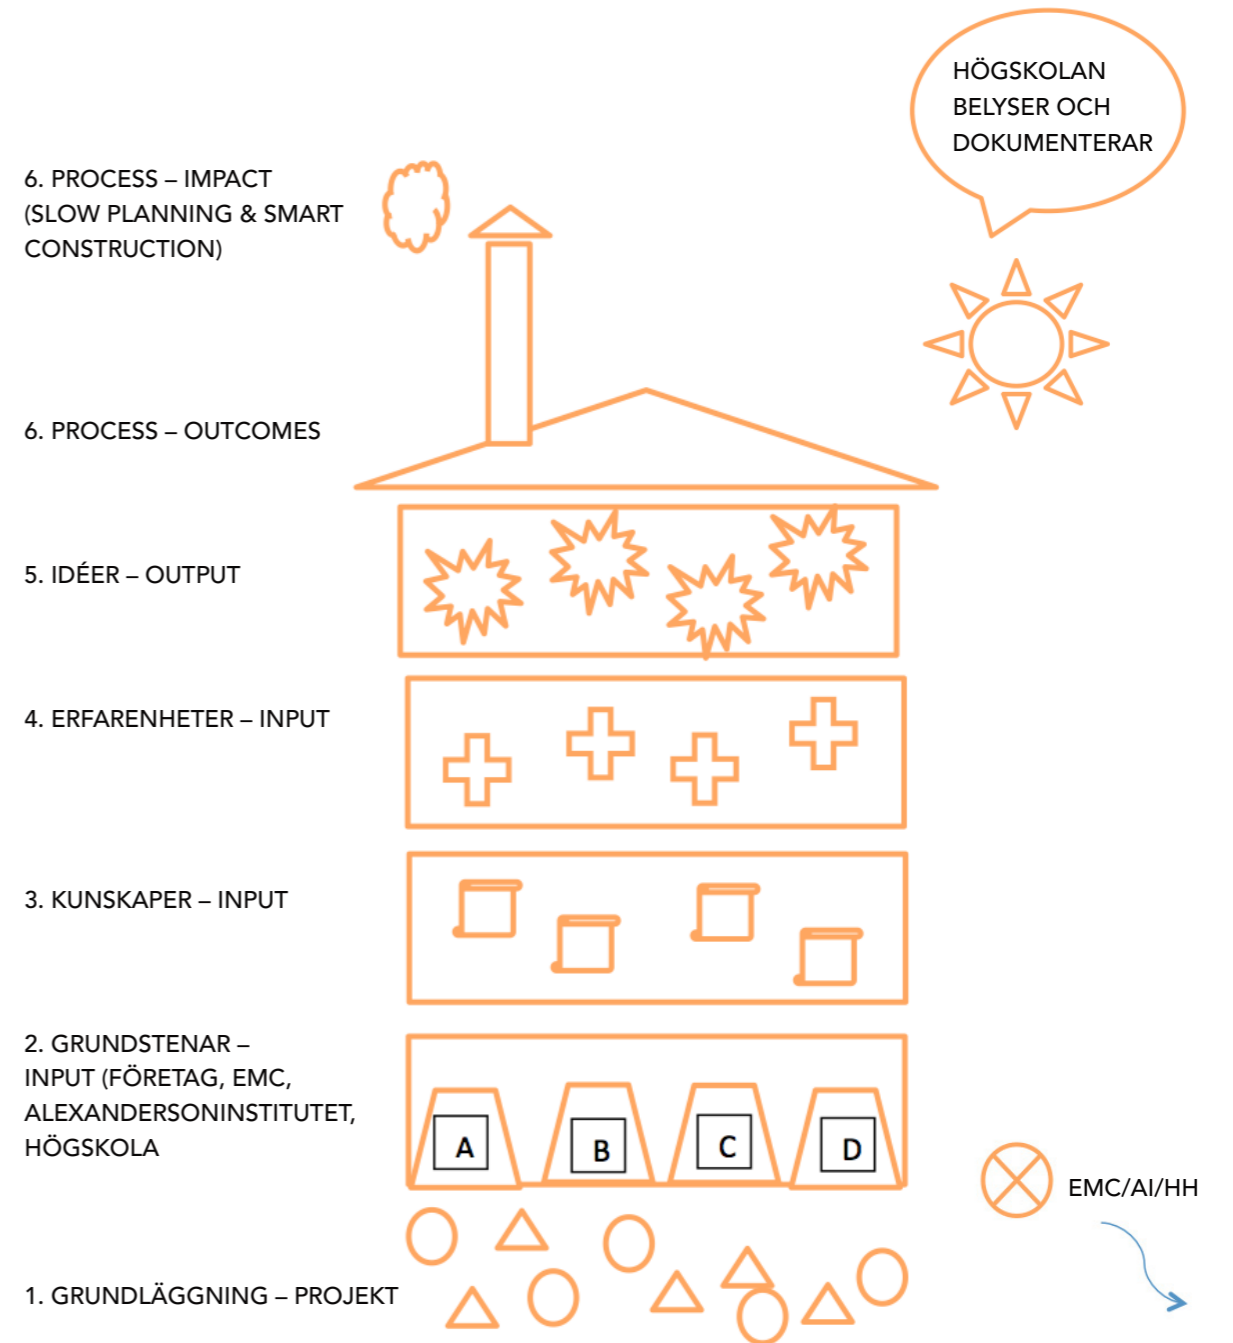 HÖGSKOLAN
BELYSER OCH
DOKUMENTERAR
6. PROCESS – IMPACT
(SLOW PLANNING & SMART
CONSTRUCTION)
6. PROCESS – OUTCOMES
5. IDÉER – OUTPUT
4. ERFARENHETER – INPUT
3. KUNSKAPER – INPUT
2. GRUNDSTENAR –
INPUT (FÖRETAG, EMC,
ALEXANDERSONINSTITUTET,
HÖGSKOLA
A
B
C
D
EMC/AI/HH
1. GRUNDLÄGGNING – PROJEKT